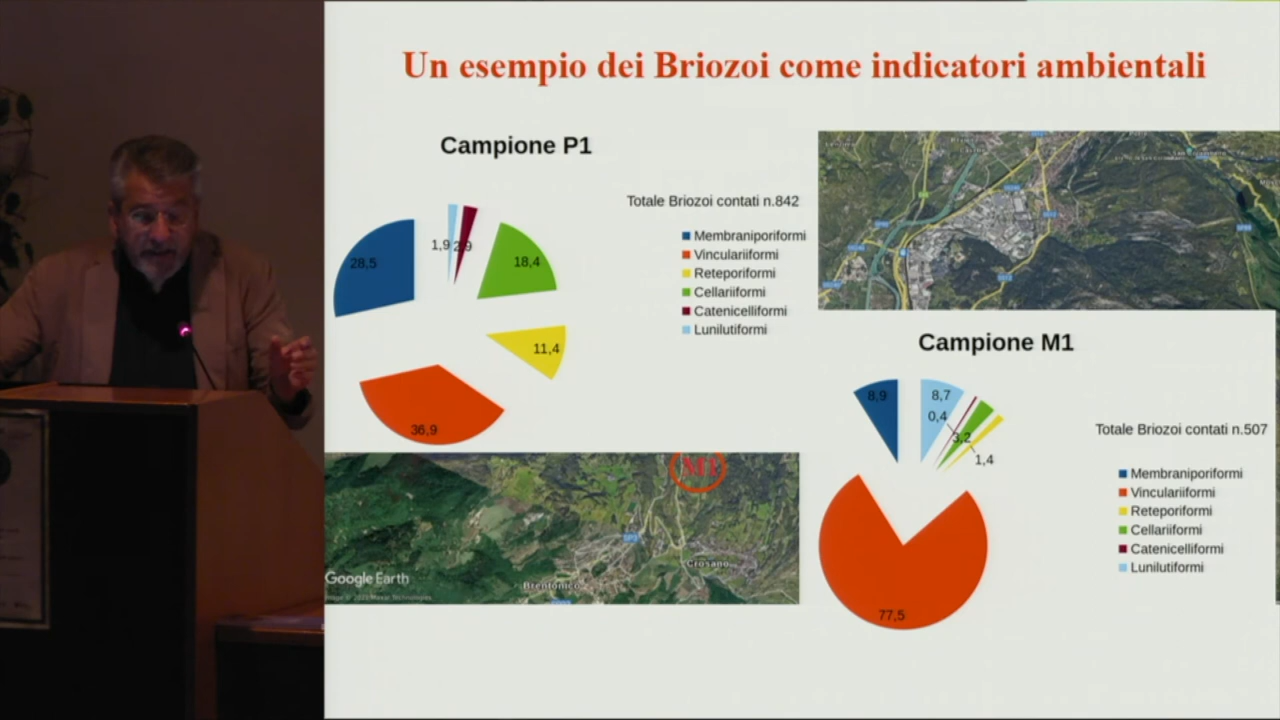 Un esempio dei Briozoi come indicatori ambientali
Campione P1
Totale Briozoi contati n.842
28,5
1,9
2,9
18,4
11,4
36,9
Membraniporiformi
Vinculariiformi
Reteporiformi
Cellariiformi
Catenicelliformi
Lunilutiformi
M1
Crosano
Brentonico
Google Earth
Campione M1
Totale Briozoi contati n.507
8,9
8,7
0,4
3,2
1,4
77,5
Membraniporiformi
Vinculariiformi
Reteporiformi
Cellariiformi
Catenicelliformi
Lunilutiformi